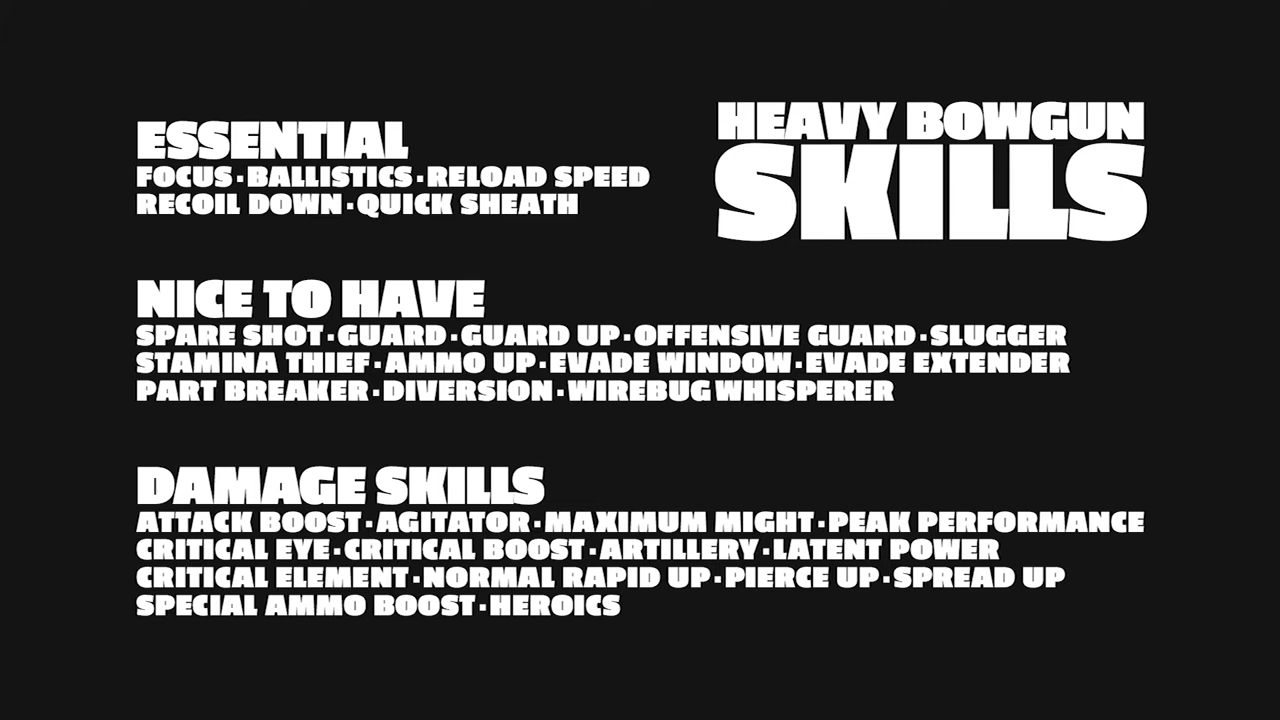 HEAVY BOWGUN
SKILLS
ESSENTIAL
FOCUS · BALLISTICS · RELOAD SPEED
RECOIL DOWN · QUICK SHEATH
NICE TO HAVE
SPARE SHOT · GUARD · GUARD UP · OFFENSIVE GUARD · SLUGGER
STAMINA THIEF · AMMO UP · EVADE WINDOW · EVADE EXTENDER
PART BREAKER · DIVERSION · WIREBUG WHISPERER
DAMAGE SKILLS
ATTACK BOOST · AGITATOR · MAXIMUM MIGHT · PEAK PERFORMANCE
CRITICAL EYE · CRITICAL BOOST · ARTILLERY · LATENT POWER
CRITICAL ELEMENT · NORMAL RAPID UP · PIERCE UP · SPREAD UP
SPECIAL AMMO BOOST · HEROICS